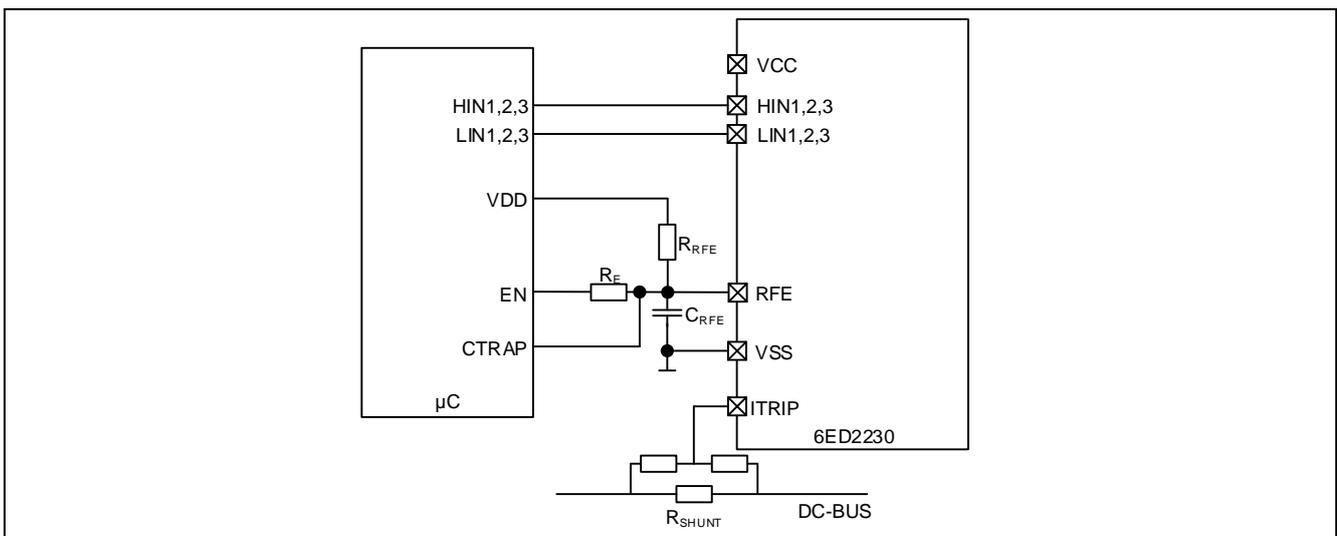 VCC
HIN1,2,3
HIN1,2,3
LIN1,2,3
LIN1,2,3
VDD
RRFE
RE
EN
RFE
CRFE
CTRAP
VSS
µC
ITRIP
6ED2230
RSHUNT
DC-BUS